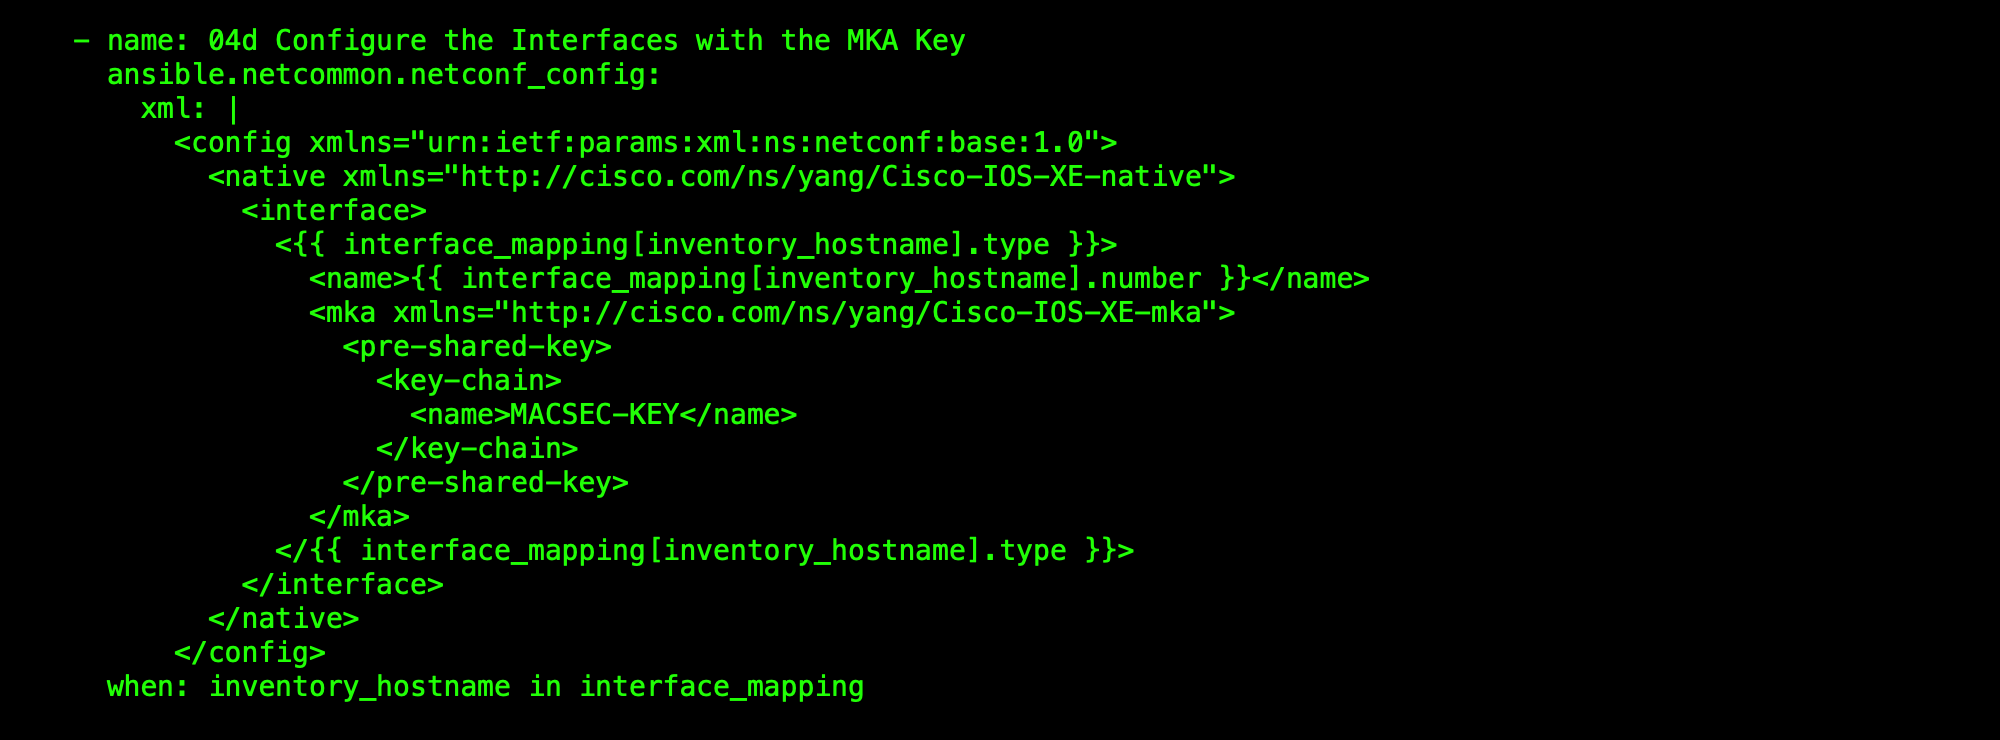 - name: 04d Configure the Interfaces with the MKA Key
  ansible.netcommon.netconf_config:
    xml: |
      <config xmlns="urn:ietf:params:xml:ns:netconf:base:1.0">
        <native xmlns="http://cisco.com/ns/yang/Cisco-IOS-XE-native">
          <interface>
            <{{ interface_mapping[inventory_hostname].type }}>
              <name>{{ interface_mapping[inventory_hostname].number }}</name>
              <mka xmlns="http://cisco.com/ns/yang/Cisco-IOS-XE-mka">
                <pre-shared-key>
                  <key-chain>
                    <name>MACSEC-KEY</name>
                  </key-chain>
                </pre-shared-key>
              </mka>
            </{{ interface_mapping[inventory_hostname].type }}>
          </interface>
        </native>
      </config>
  when: inventory_hostname in interface_mapping